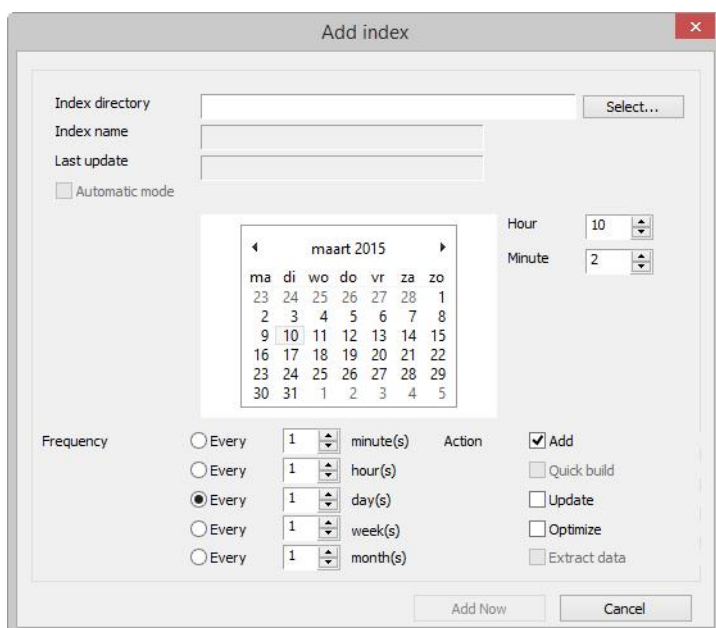 Add index
Index directory
Select...
Index name
Last update
Automatic mode
maart 2015
ma di wo do vr za zo
23 24 25 26 27 28 1
2 3 4 5 6 7 8
9 10 11 12 13 14 15
16 17 18 19 20 21 22
23 24 25 26 27 28 29
30 31 1 2 3 4 5
Hour 10
Minute 2
Frequency Every 1 minute(s) Action Add
Every 1 hour(s) Quick build
Every 1 day(s) Update
Every 1 week(s) Optimize
Every 1 month(s) Extract data
Add Now Cancel